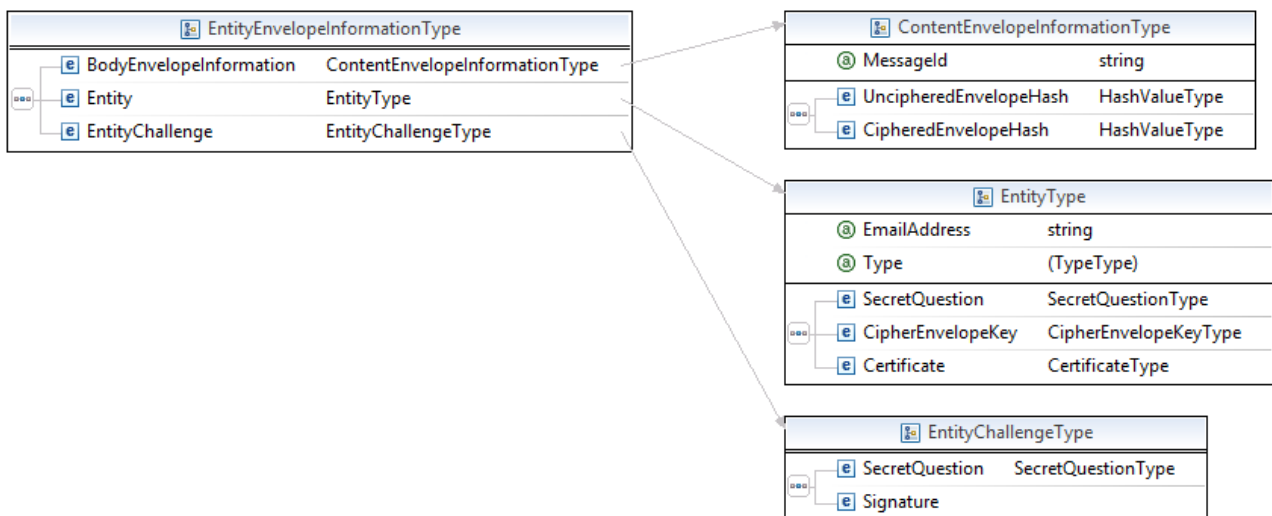 EntityEnvelopeInformationType
e BodyEnvelopeInformation ContentEnvelopeInformationType
e Entity EntityType
e EntityChallenge EntityChallengeType
ContentEnvelopeInformationType
a MessageId string
e UncipheredEnvelopeHash HashValueType
e CipheredEnvelopeHash HashValueType
EntityType
a EmailAddress string
a Type (TypeType)
e SecretQuestion SecretQuestionType
e CipherEnvelopeKey CipherEnvelopeKeyType
e Certificate CertificateType
EntityChallengeType
e SecretQuestion SecretQuestionType
e Signature